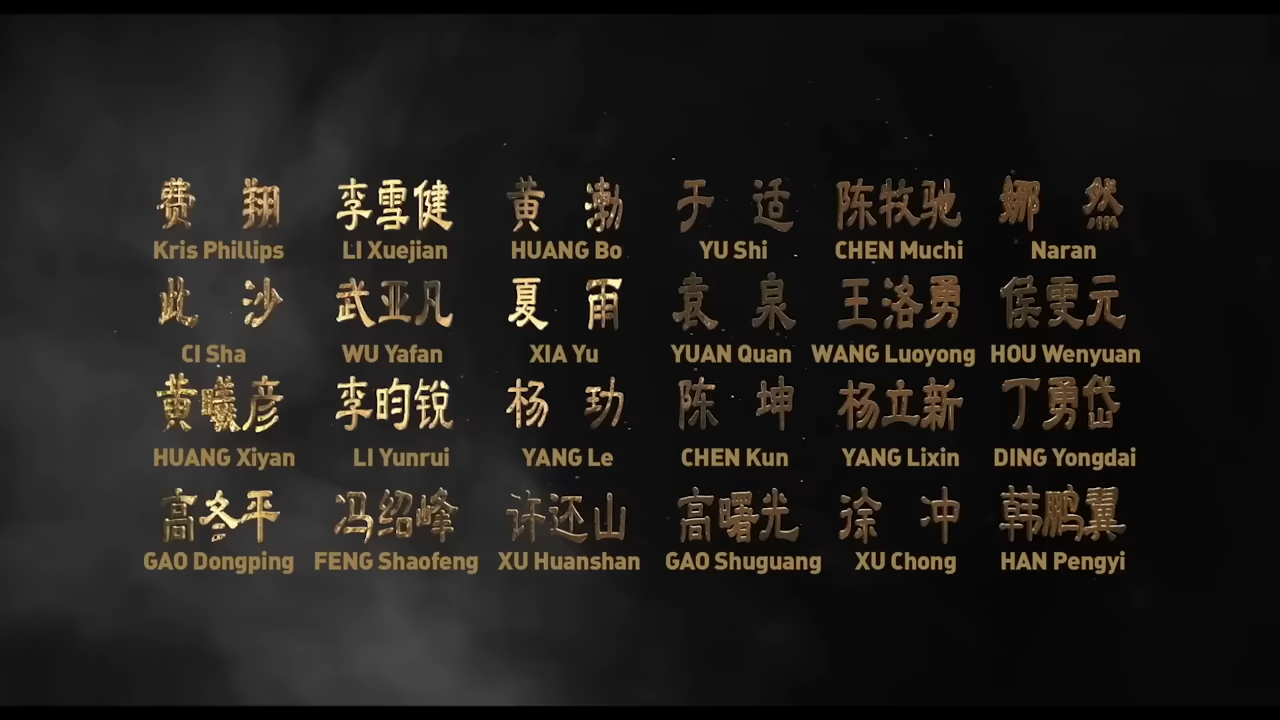 费翔 李雪健 黄渤 于适 陈牧驰 娜然
Kris Phillips LI Xuejian HUANG Bo YU Shi CHEN Muchi Naran
此沙 武亚凡 夏雨 袁泉 王洛勇 侯雯元
CI Sha WU Yafan XIA Yu YUAN Quan WANG Luoyong HOU Wenyuan
黄曦彦 李昀锐 杨玏 陈坤 杨立新 丁勇岱
HUANG Xiyan LI Yunrui YANG Le CHEN Kun YANG Lixin DING Yongdai
高冬平 冯绍峰 许还山 高曙光 徐冲 韩鹏翼
GAO Dongping FENG Shaofeng XU Huanshan GAO Shuguang XU Chong HAN Pengyi